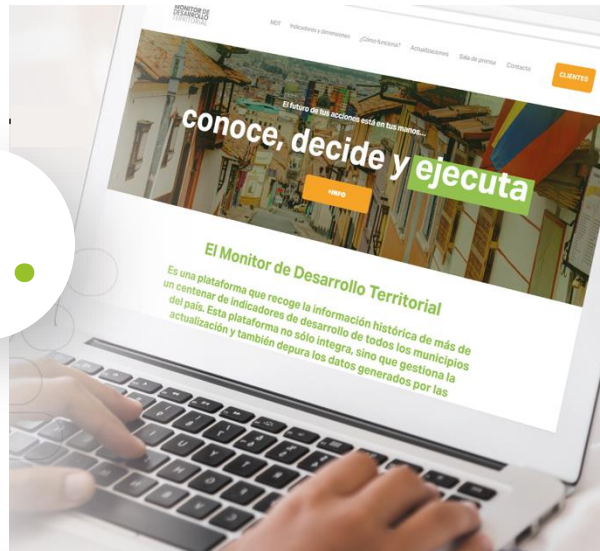 MONITOR DE
DESARROLLO
TERRITORIAL
MDT
Indicadores y dimensiones
¿Cómo funciona?
Actualizaciones
Sala de prensa
Contacto
CLIENTES
El futuro de tus acciones está en tus manos...
conoce, decide y ejecuta
+INFO
El Monitor de Desarrollo Territorial
Es una plataforma que recoge la información histórica de más de
un centenar de indicadores de desarrollo de todos los municipios
del país. Esta plataforma no sólo integra, sino que gestiona la
actualización y también depura los datos generados por las